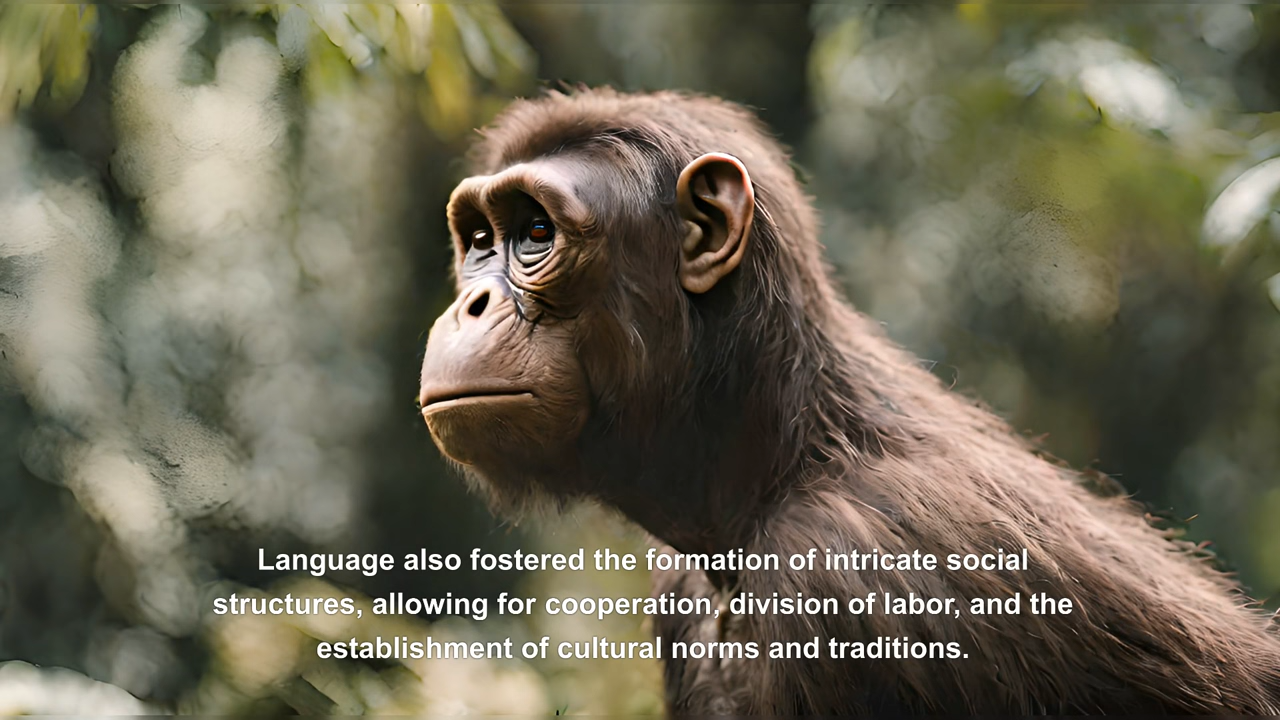 Language also fostered the formation of intricate social
structures, allowing for cooperation, division of labor, and the
establishment of cultural norms and traditions.